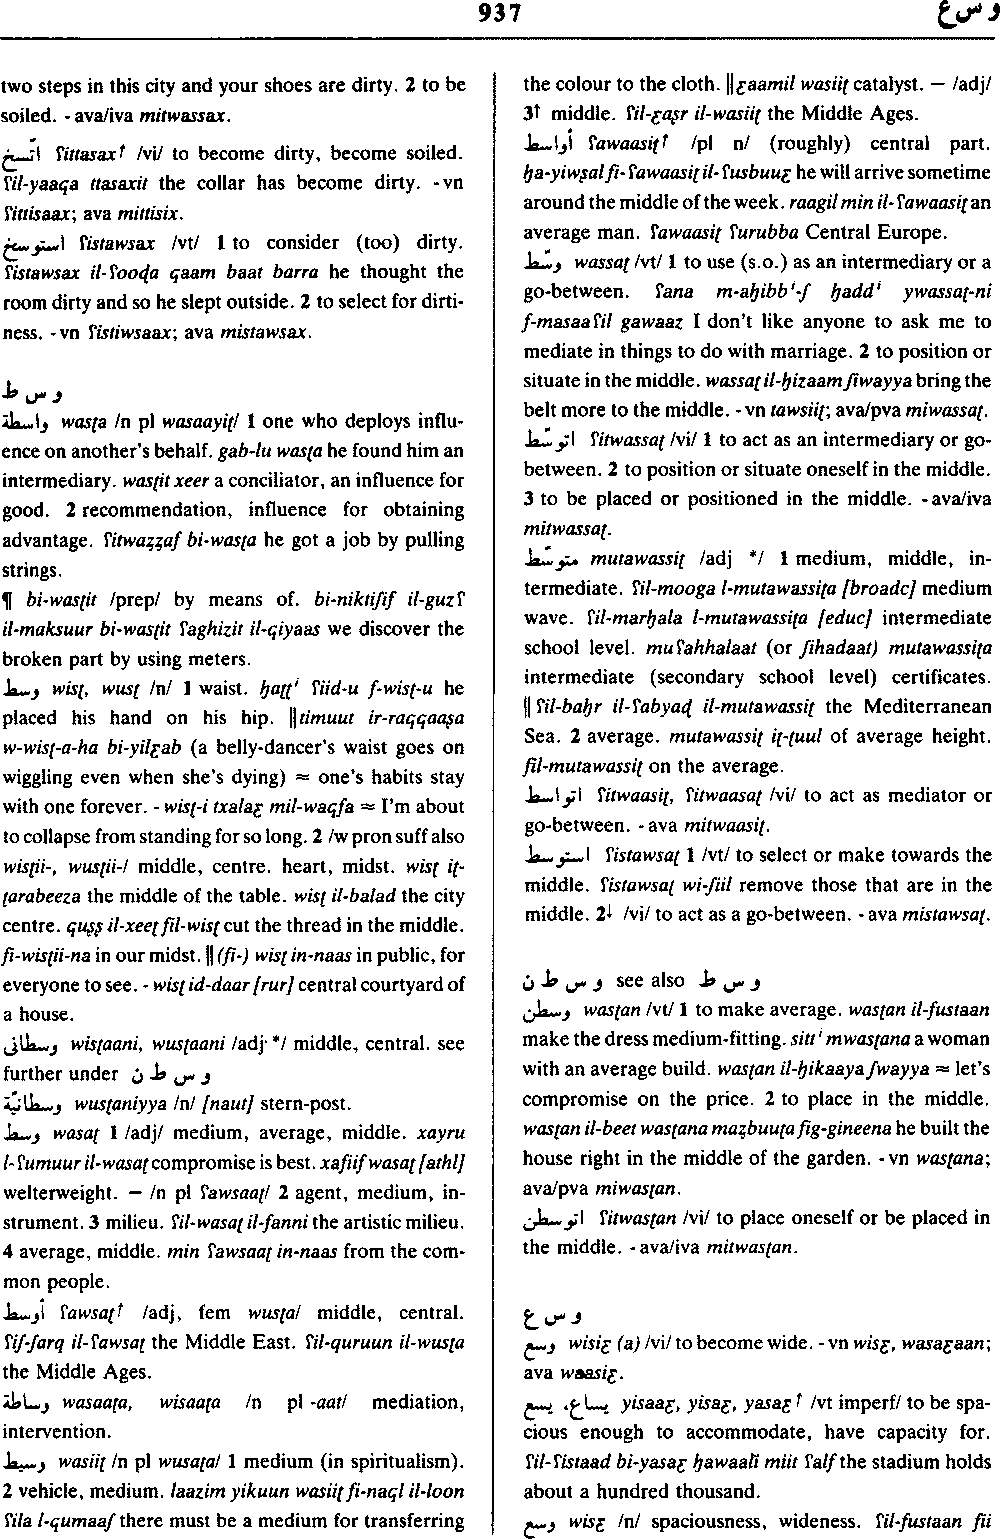 937
و س ع
two steps in this city and your shoes are dirty. 2 to be
soiled. - ava/iva mitwassax.
اتّسخ ʕittasax↑ /vi/ to become dirty, become soiled.
ʕil-yaaqa ttasaxit the collar has become dirty. - vn
ʕittisaax; ava mittisix.
استوسخ ʕistawsax /vt/ 1 to consider (too) dirty.
ʕistawsax il-ʕooḍa qaam baat barra he thought the
room dirty and so he slept outside. 2 to select for dirti-
ness. - vn ʕistiwsaax; ava mistawsax.
و س ط
واسطة wasṭa /n pl wasaayiṭ/ 1 one who deploys influ-
ence on another's behalf. gab-lu wasṭa he found him an
intermediary. wasṭit xeer a conciliator, an influence for
good. 2 recommendation, influence for obtaining
advantage. ʕitwaẓẓaf bi-wasṭa he got a job by pulling
strings.
¶ bi-wasṭit /prep/ by means of. bi-niktiʃif il-guzʕ
il-maksuur bi-wasṭit ʕaghizit il-qiyaas we discover the
broken part by using meters.
وسط wisṭ, wusṭ /n/ 1 waist. ḥaṭṭⁱ ʕiid-u f-wisṭ-u he
placed his hand on his hip. ‖ timuut ir-raqqaaṣa
w-wisṭ-a-ha bi-yilɛab (a belly-dancer's waist goes on
wiggling even when she's dying) ≈ one's habits stay
with one forever. - wisṭ-i txalaɛ mil-waqfa ≈ I'm about
to collapse from standing for so long. 2 /w pron suff also
wisṭii-, wusṭii-/ middle, centre. heart, midst. wisṭ iṭ-
ṭarabeeza the middle of the table. wisṭ il-balad the city
centre. quṣṣ il-xeeṭ fil-wisṭ cut the thread in the middle.
fi-wisṭii-na in our midst. ‖ (fi-) wisṭ in-naas in public, for
everyone to see. - wisṭ id-daar [rur] central courtyard of
a house.
وسطانى wisṭaani, wusṭaani /adj */ middle, central. see
further under و س ط ن
وسطانيّة wusṭaniyya /n/ [naut] stern-post.
وسط wasaṭ 1 /adj/ medium, average, middle. xayru
l-ʕumuur il-wasaṭ compromise is best. xafiif wasaṭ [athl]
welterweight. — /n pl ʕawsaaṭ/ 2 agent, medium, in-
strument. 3 milieu. ʕil-wasaṭ il-fanni the artistic milieu.
4 average, middle. min ʕawsaaṭ in-naas from the com-
mon people.
أوسط ʕawsaṭ↑ /adj, fem wusṭa/ middle, central.
ʕiʃ-ʃarq il-ʕawsaṭ the Middle East. ʕil-quruun il-wusṭa
the Middle Ages.
وساطة wasaaṭa, wisaaṭa /n pl -aat/ mediation,
intervention.
وسيط wasiiṭ /n pl wusaṭa/ 1 medium (in spiritualism).
2 vehicle, medium. laazim yikuun wasiiṭ fi-naql il-loon
ʕila l-qumaaʃ there must be a medium for transferring
the colour to the cloth. ‖ ɛaamil wasiiṭ catalyst. — /adj/
3↑ middle. ʕil-ɛaṣr il-wasiiṭ the Middle Ages.
أواسط ʕawaasiṭ↑ /pl n/ (roughly) central part.
ḥa-yiwṣal fi-ʕawaasiṭ il-ʕusbuuɛ he will arrive sometime
around the middle of the week. raagil min il-ʕawaasiṭ an
average man. ʕawaasiṭ ʕurubba Central Europe.
وسّط wassaṭ /vt/ 1 to use (s.o.) as an intermediary or a
go-between. ʕana m-aḥibbⁱ-ʃ ḥaddⁱ ywassaṭ-ni
f-masaaʕil gawaaz I don't like anyone to ask me to
mediate in things to do with marriage. 2 to position or
situate in the middle. wassaṭ il-ḥizaam ʃiwayya bring the
belt more to the middle. - vn tawsiiṭ; ava/pva miwassaṭ.
اتوسّط ʕitwassaṭ /vi/ 1 to act as an intermediary or go-
between. 2 to position or situate oneself in the middle.
3 to be placed or positioned in the middle. - ava/iva
mitwassaṭ.
متوسّط mutawassiṭ /adj */ 1 medium, middle, in-
termediate. ʕil-mooga l-mutawassiṭa [broadc] medium
wave. ʕil-marḥala l-mutawassiṭa [educ] intermediate
school level. muʕahhalaat (or ʃihadaat) mutawassiṭa
intermediate (secondary school level) certificates.
‖ ʕil-baḥr il-ʕabyaḍ il-mutawassiṭ the Mediterranean
Sea. 2 average. mutawassiṭ iṭ-ṭuul of average height.
fil-mutawassiṭ on the average.
اتواسط ʕitwaasiṭ, ʕitwaasaṭ /vi/ to act as mediator or
go-between. - ava mitwaasiṭ.
استوسط ʕistawsaṭ 1 /vt/ to select or make towards the
middle. ʕistawsaṭ wi-ʃiil remove those that are in the
middle. 2↓ /vi/ to act as a go-between. - ava mistawsaṭ.
و س ط ن see also و س ط
وسطن wasṭan /vt/ 1 to make average. wasṭan il-fustaan
make the dress medium-fitting. sittⁱ mwasṭana a woman
with an average build. wasṭan il-ḥikaaya ʃwayya ≈ let's
compromise on the price. 2 to place in the middle.
wasṭan il-beet wasṭana maẓbuuṭa fig-gineena he built the
house right in the middle of the garden. - vn wasṭana;
ava/pva miwasṭan.
اتوسطن ʕitwasṭan /vi/ to place oneself or be placed in
the middle. - ava/iva mitwasṭan.
و س ع
وسع wisiɛ (a) /vi/ to become wide. - vn wisɛ, wasaɛaan;
ava waasiɛ.
يساع، يسع yisaaɛ, yisaɛ, yasaɛ↑ /vt imperf/ to be spa-
cious enough to accommodate, have capacity for.
ʕil-ʕistaad bi-yasaɛ ḥawaali miit ʕalf the stadium holds
about a hundred thousand.
وسع wisɛ /n/ spaciousness, wideness. ʕil-fustaan fii